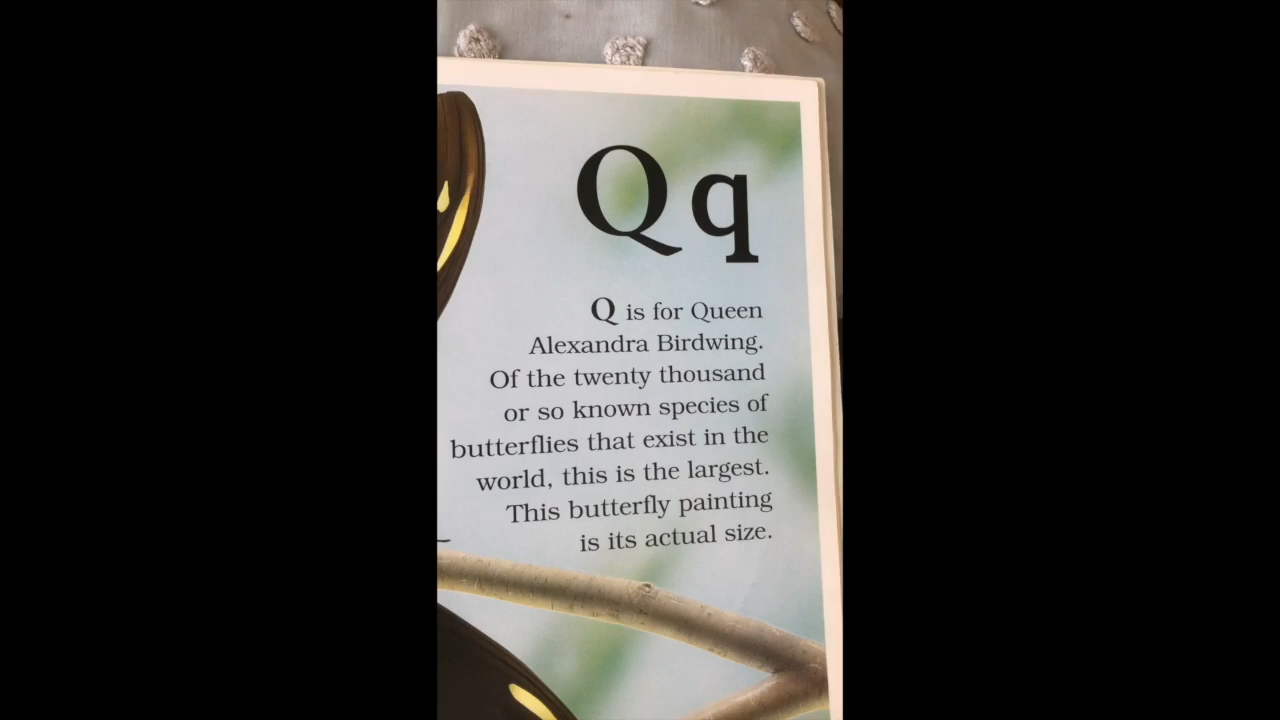 Qq
Q is for Queen
Alexandra Birdwing.
Of the twenty thousand
or so known species of
butterflies that exist in the
world, this is the largest.
This butterfly painting
is its actual size.